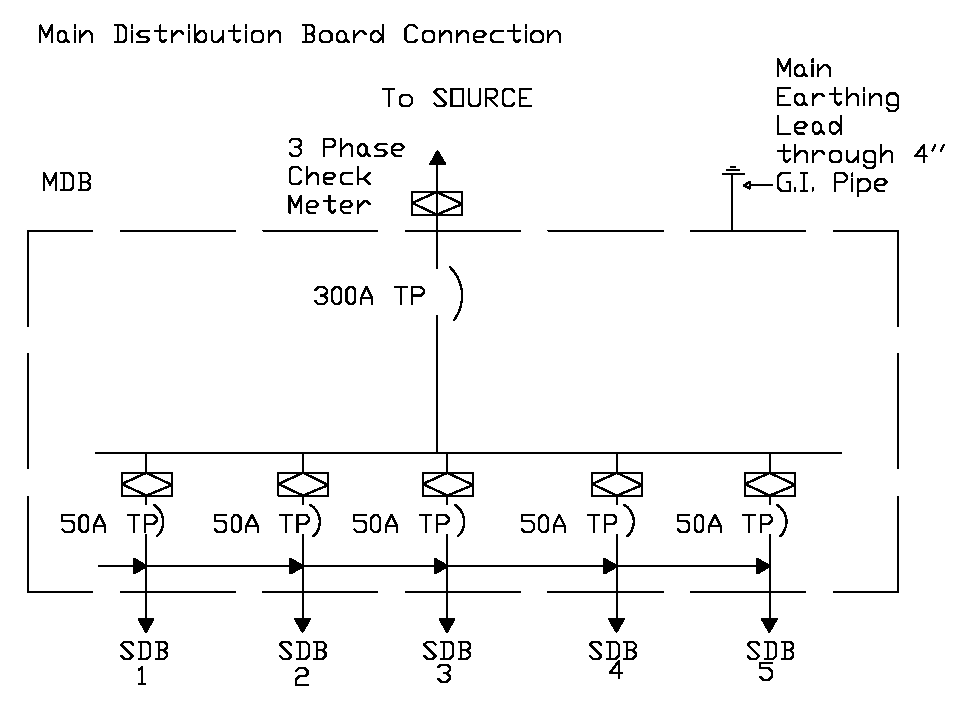 Main Distribution Board Connection
To SOURCE
3 Phase
Check
Meter
Main
Earthing
Lead
through 4"
G.I. Pipe
MDB
300A TP
50A TP
50A TP
50A TP
50A TP
50A TP
SDB
1
SDB
2
SDB
3
SDB
4
SDB
5